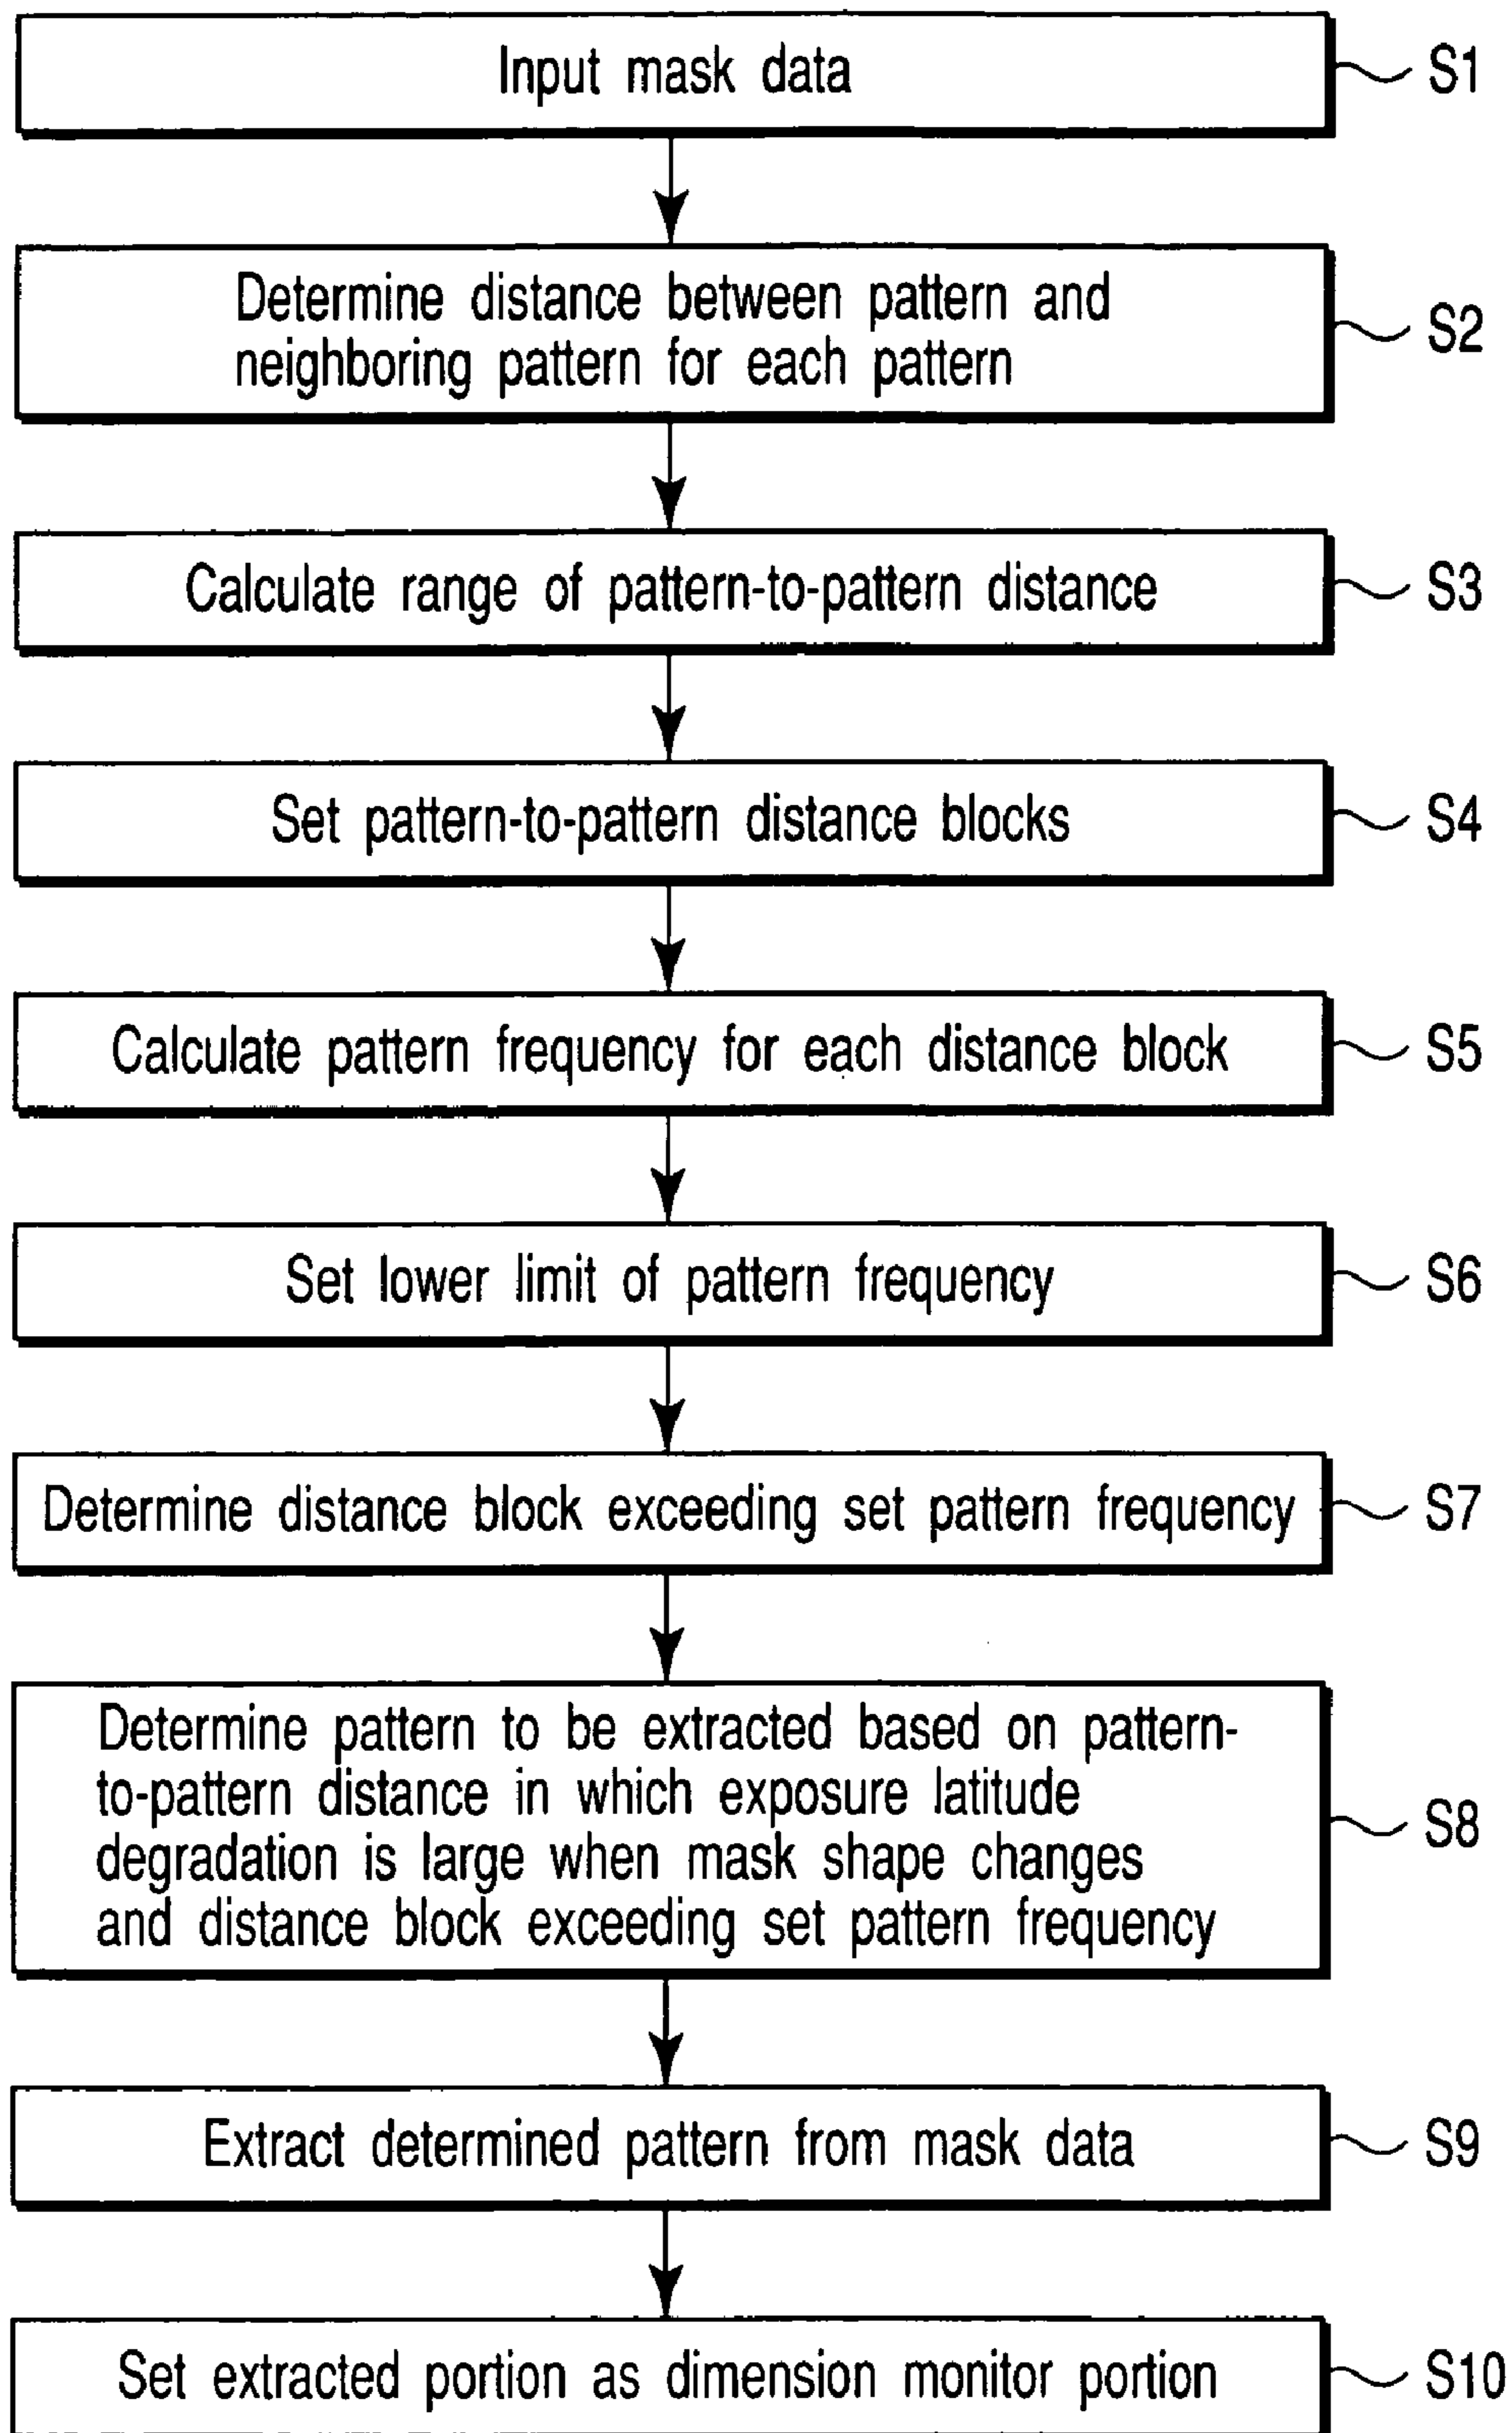 Input mask data
S1
Determine distance between pattern and
neighboring pattern for each pattern
S2
Calculate range of pattern-to-pattern distance
S3
Set pattern-to-pattern distance blocks
S4
Calculate pattern frequency for each distance block
S5
Set lower limit of pattern frequency
S6
Determine distance block exceeding set pattern frequency
S7
Determine pattern to be extracted based on pattern-
to-pattern distance in which exposure latitude
degradation is large when mask shape changes
and distance block exceeding set pattern frequency
S8
Extract determined pattern from mask data
S9
Set extracted portion as dimension monitor portion
S10